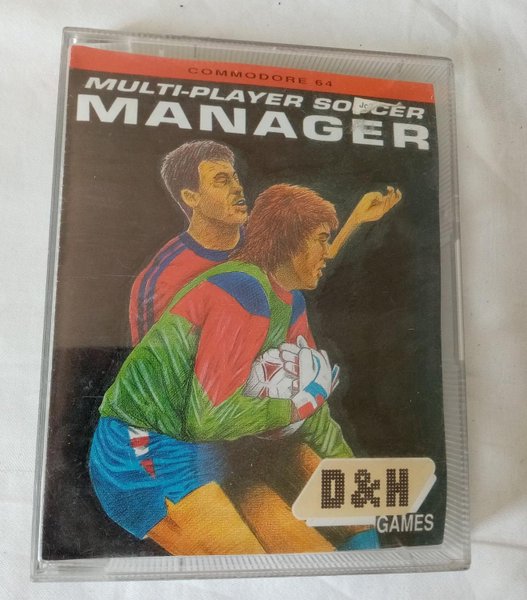 COMMODORE 64
MULTI-PLAYER SOCCER
MANAGER
D&H
GAMES